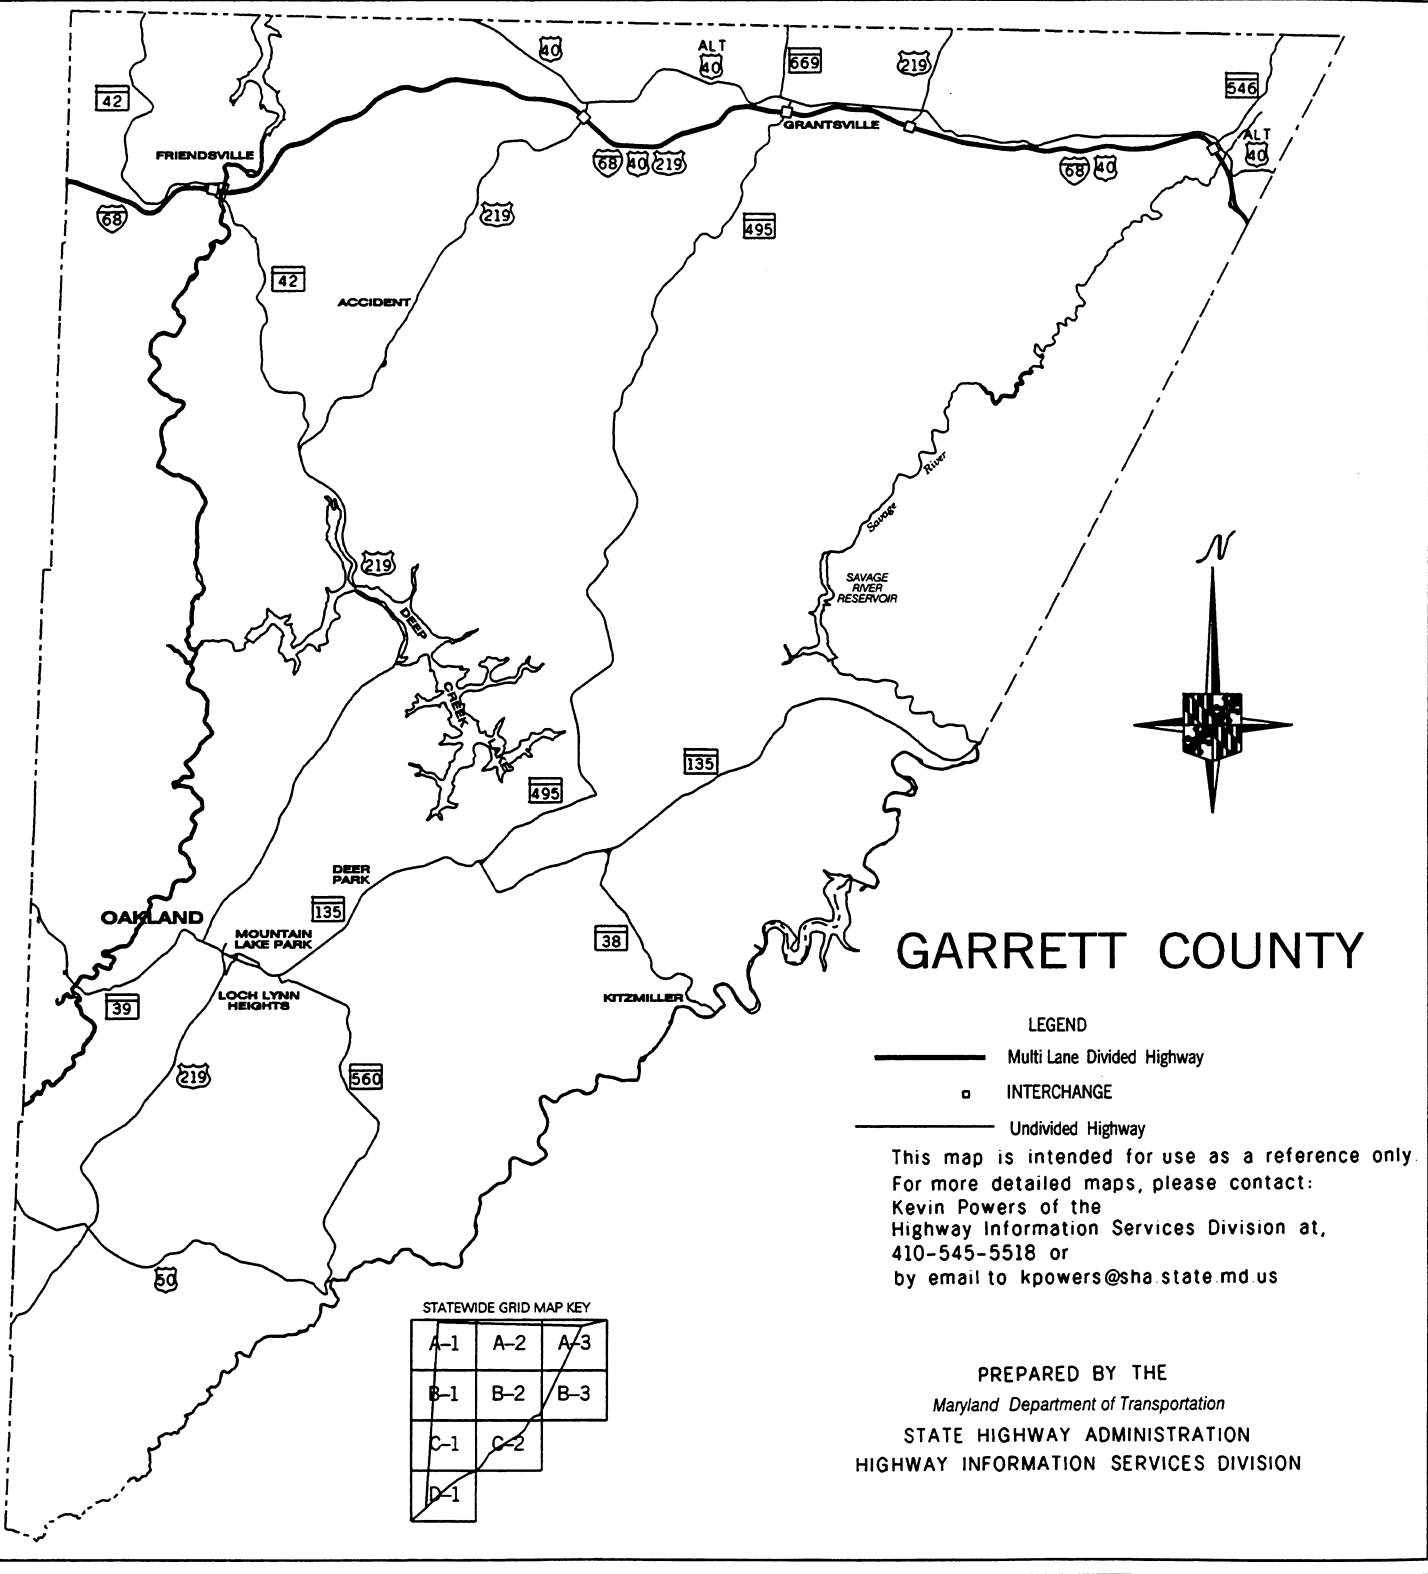 40
ALT
40
669
219
42
546
FRIENDSVILLE
GRANTSVILLE
ALT
40
68
40
219
68
40
68
219
495
42
ACCIDENT
River
Savage
219
SAVAGE
RIVER
RESERVOIR
DEEP
CREEK
LAKE
N
135
495
DEER
PARK
135
OAKLAND
MOUNTAIN
LAKE PARK
38
39
LOCH LYNN
HEIGHTS
KITZMILLER
219
560
50
GARRETT COUNTY
LEGEND
Multi Lane Divided Highway
INTERCHANGE
Undivided Highway
This map is intended for use as a reference only.
For more detailed maps, please contact:
Kevin Powers of the
Highway Information Services Division at,
410-545-5518 or
by email to kpowers@sha.state.md.us
STATEWIDE GRID MAP KEY
A-1 A-2 A-3
B-1 B-2 B-3
C-1 C-2
D-1
PREPARED BY THE
Maryland Department of Transportation
STATE HIGHWAY ADMINISTRATION
HIGHWAY INFORMATION SERVICES DIVISION